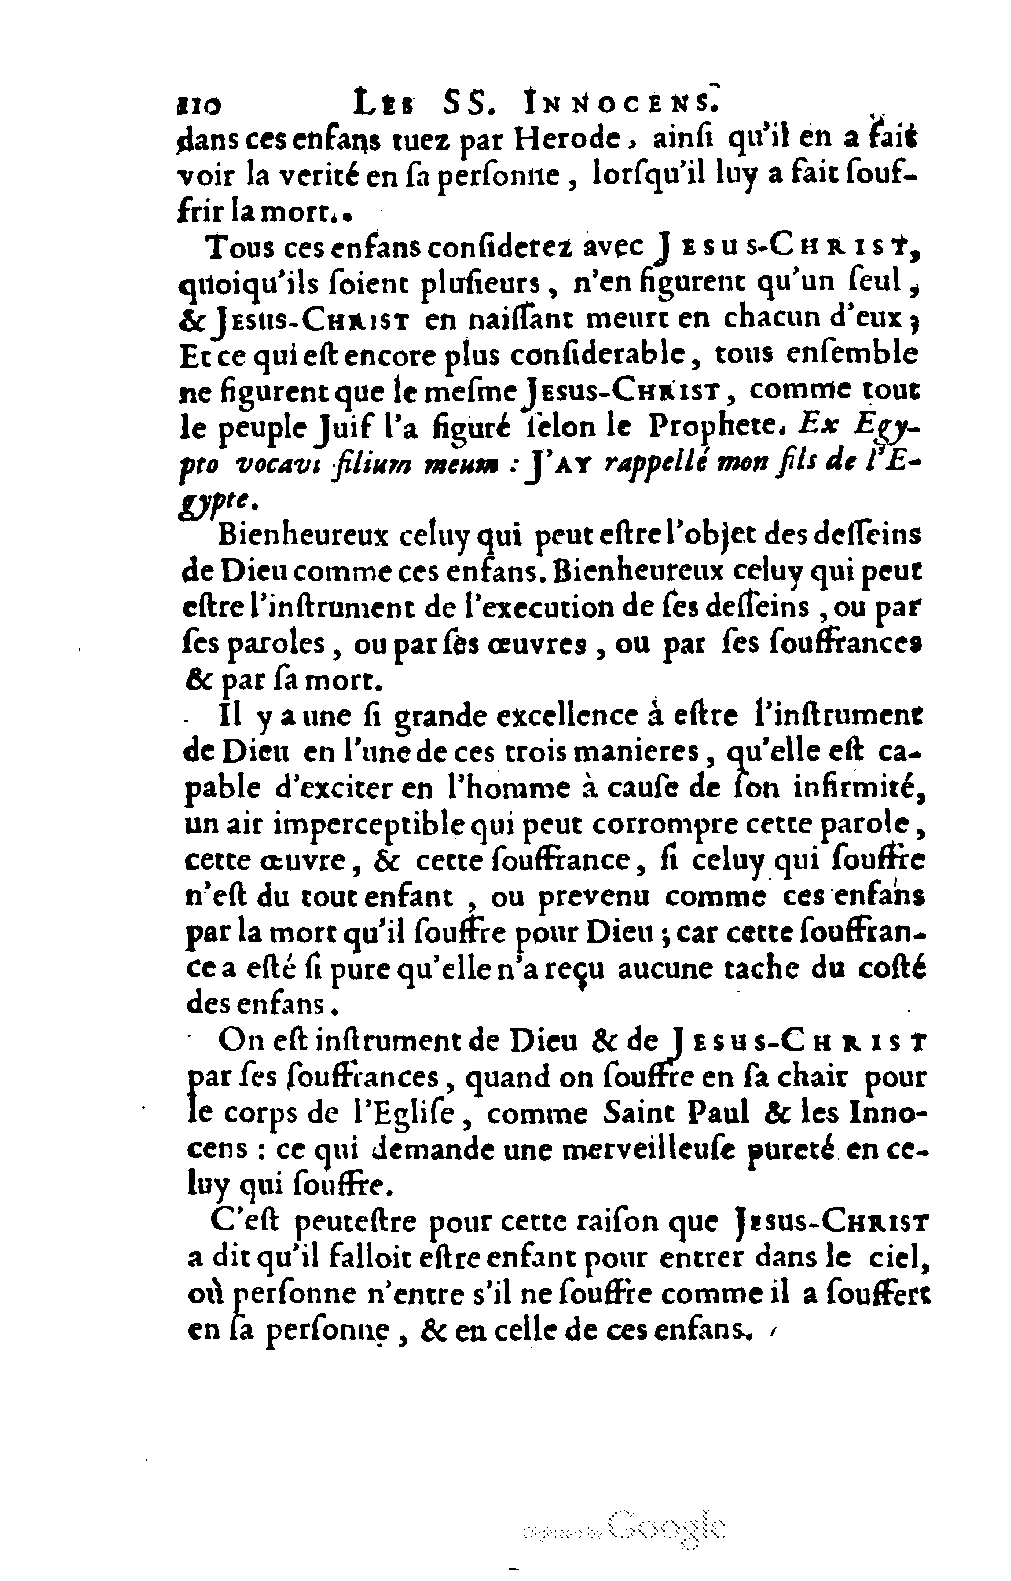 110 LES SS. INNOCENS.
dans ces enfans tuez par Herode, ainſi qu'il en a fait
voir la verité en ſa perſonne, lorſqu'il luy a fait ſouf-
frir la mort.
Tous ces enfans conſiderez avec JESUS-CHRIST,
quoiqu'ils ſoient pluſieurs, n'en figurent qu'un ſeul,
& JESUS-CHRIST en naiſſant meurt en chacun d'eux;
Et ce qui eſt encore plus conſiderable, tous enſemble
ne figurent que le meſme JESUS-CHRIST, comme tout
le peuple Juif l'a figuré ſelon le Prophete. Ex Egy-
pto vocavi filium meum : J'AY rappellé mon fils de l'E-
gypte.
Bienheureux celuy qui peut eſtre l'objet des deſſeins
de Dieu comme ces enfans. Bienheureux celuy qui peut
eſtre l'inſtrument de l'execution de ſes deſſeins, ou par
ſes paroles, ou par ſes œuvres, ou par ſes ſouffrances
& par ſa mort.
Il y a une ſi grande excellence à eſtre l'inſtrument
de Dieu en l'une de ces trois manieres, qu'elle eſt ca-
pable d'exciter en l'homme à cauſe de ſon infirmité,
un air imperceptible qui peut corrompre cette parole,
cette œuvre, & cette ſouffrance, ſi celuy qui ſouffre
n'eſt du tout enfant, ou prevenu comme ces enfans
par la mort qu'il ſouffre pour Dieu; car cette ſouffran-
ce a eſté ſi pure qu'elle n'a reçu aucune tache du coſté
des enfans.
On eſt inſtrument de Dieu & de JESUS-CHRIST
par ſes ſouffrances, quand on ſouffre en ſa chair pour
le corps de l'Egliſe, comme Saint Paul & les Inno-
cens : ce qui demande une merveilleuſe pureté en ce-
luy qui ſouffre.
C'eſt peuteſtre pour cette raiſon que JESUS-CHRIST
a dit qu'il falloit eſtre enfant pour entrer dans le ciel,
où perſonne n'entre s'il ne ſouffre comme il a ſouffert
en ſa perſonne, & en celle de ces enfans.
Digitized by Google